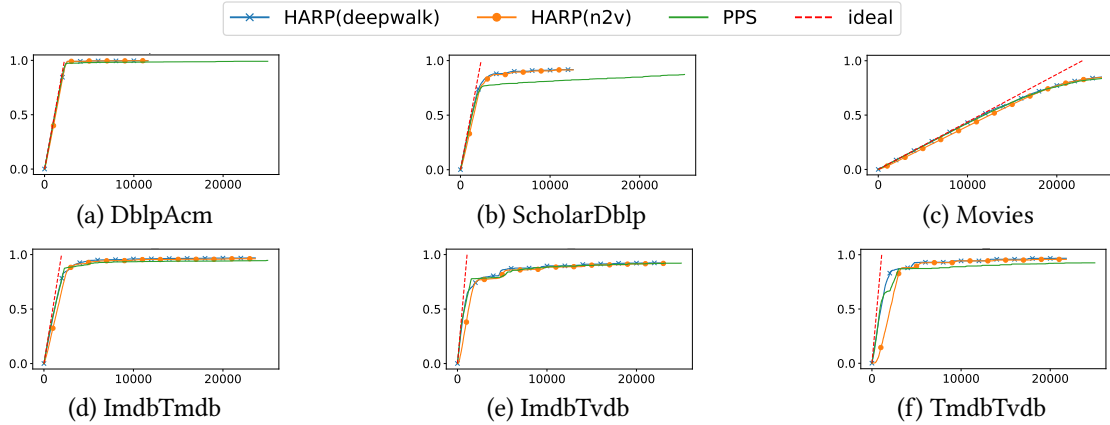 HARP(deepwalk) HARP(n2v) PPS ideal
1.0 1.0 1.0
0.5 0.5 0.5
0.0 0.0 0.0
0 10000 20000 0 10000 20000 0 10000 20000
(a) DblpAcm (b) ScholarDblp (c) Movies
1.0 1.0 1.0
0.5 0.5 0.5
0.0 0.0 0.0
0 10000 20000 0 10000 20000 0 10000 20000
(d) ImdbTmdb (e) ImdbTvdb (f) TmdbTvdb